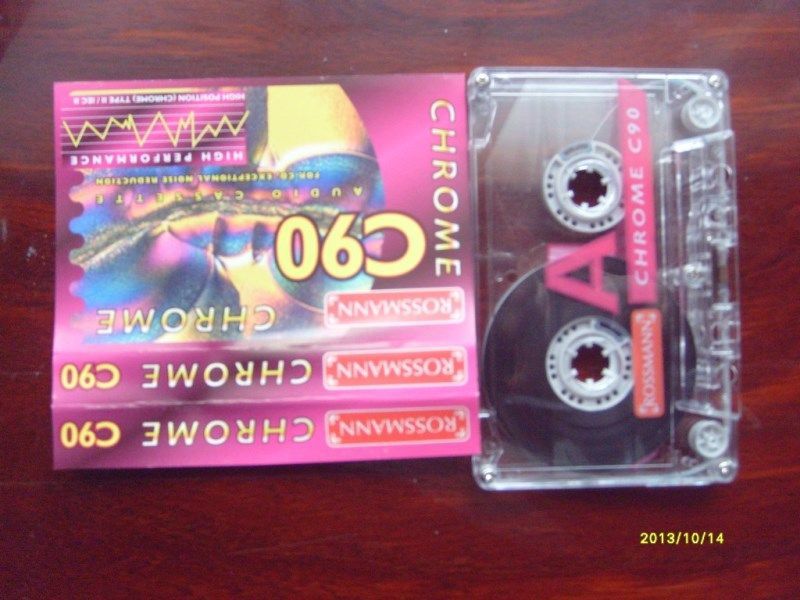 ROSSMANN CHROME C90
ROSSMANN CHROME C90
ROSSMANN CHROME
C90
AUDIO CASSETTE
FOR CD. EXCEPTIONAL NOISE REDUCTION
HIGH PERFORMANCE
HIGH POSITION (CHROME) TYPE II / IEC II
CHROME
A
ROSSMANN
CHROME C90
2013/10/14